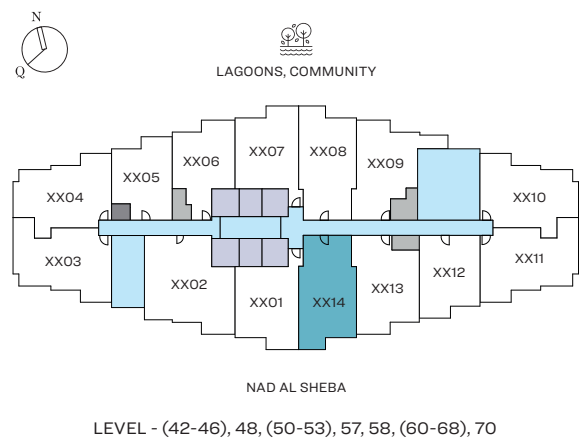 N
Q
LAGOONS, COMMUNITY
XX07 XX08
XX06 XX09
XX05
XX04 XX10
XX03 XX11
XX02 XX12
XX01 XX14 XX13
NAD AL SHEBA
LEVEL - (42-46), 48, (50-53), 57, 58, (60-68), 70